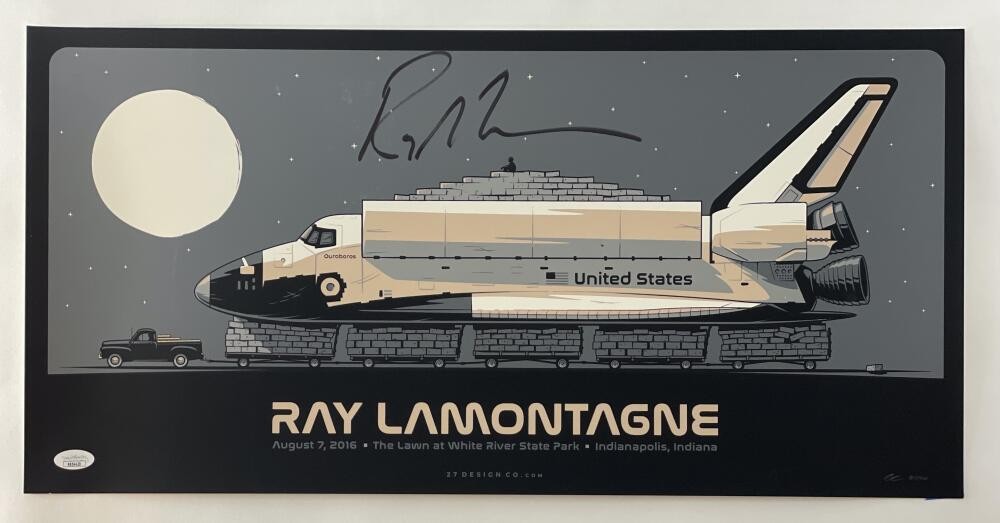 Ouroboros
United States
RAY LAMONTAGNE
August 7, 2016 ▪ The Lawn at White River State Park ▪ Indianapolis, Indiana
27DESIGNCO.COM